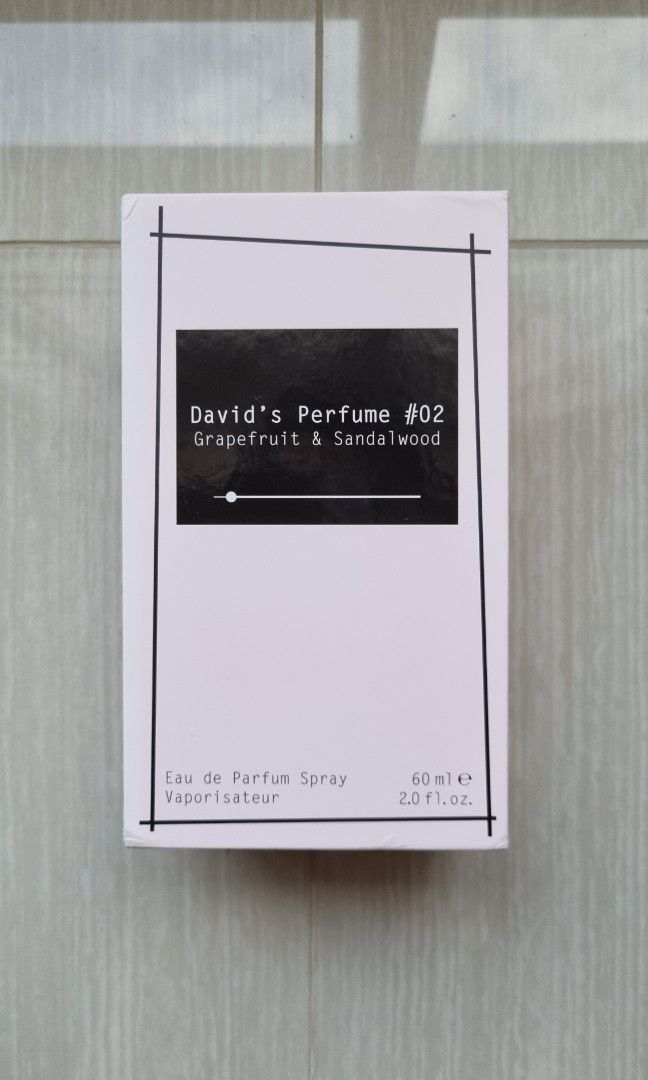 David's Perfume #02
Grapefruit & Sandalwood
Eau de Parfum Spray
Vaporisateur
60 ml ℮
2.0 fl.oz.